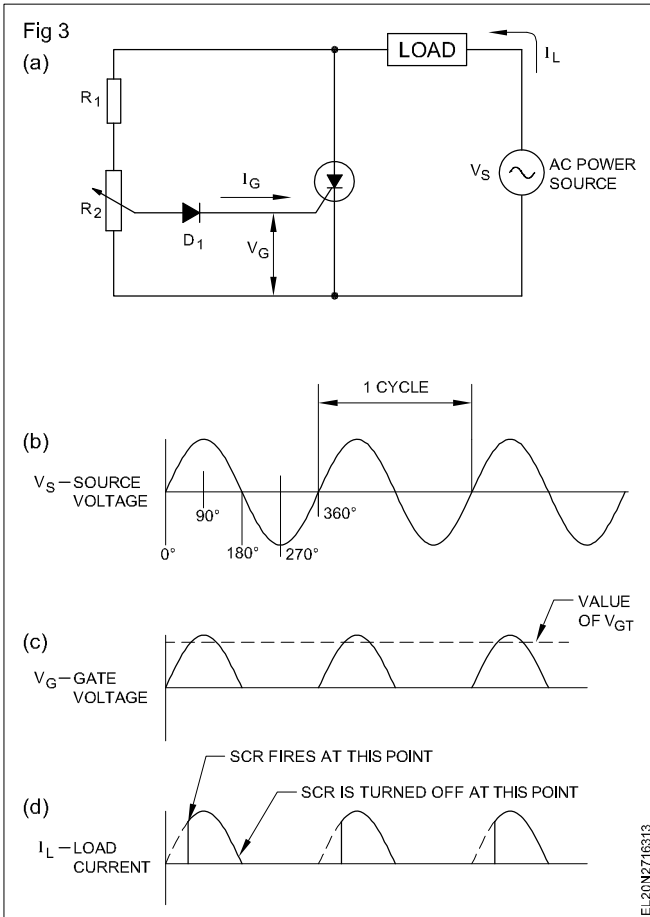 Fig 3
(a)
LOAD
I_L
R_1
R_2
I_G
D_1
V_G
V_S
AC POWER
SOURCE
1 CYCLE
(b)
V_S – SOURCE
VOLTAGE
0°
90°
180°
270°
360°
VALUE
OF V_GT
(c)
V_G – GATE
VOLTAGE
SCR FIRES AT THIS POINT
SCR IS TURNED OFF AT THIS POINT
(d)
I_L – LOAD
CURRENT
EL20N2716313